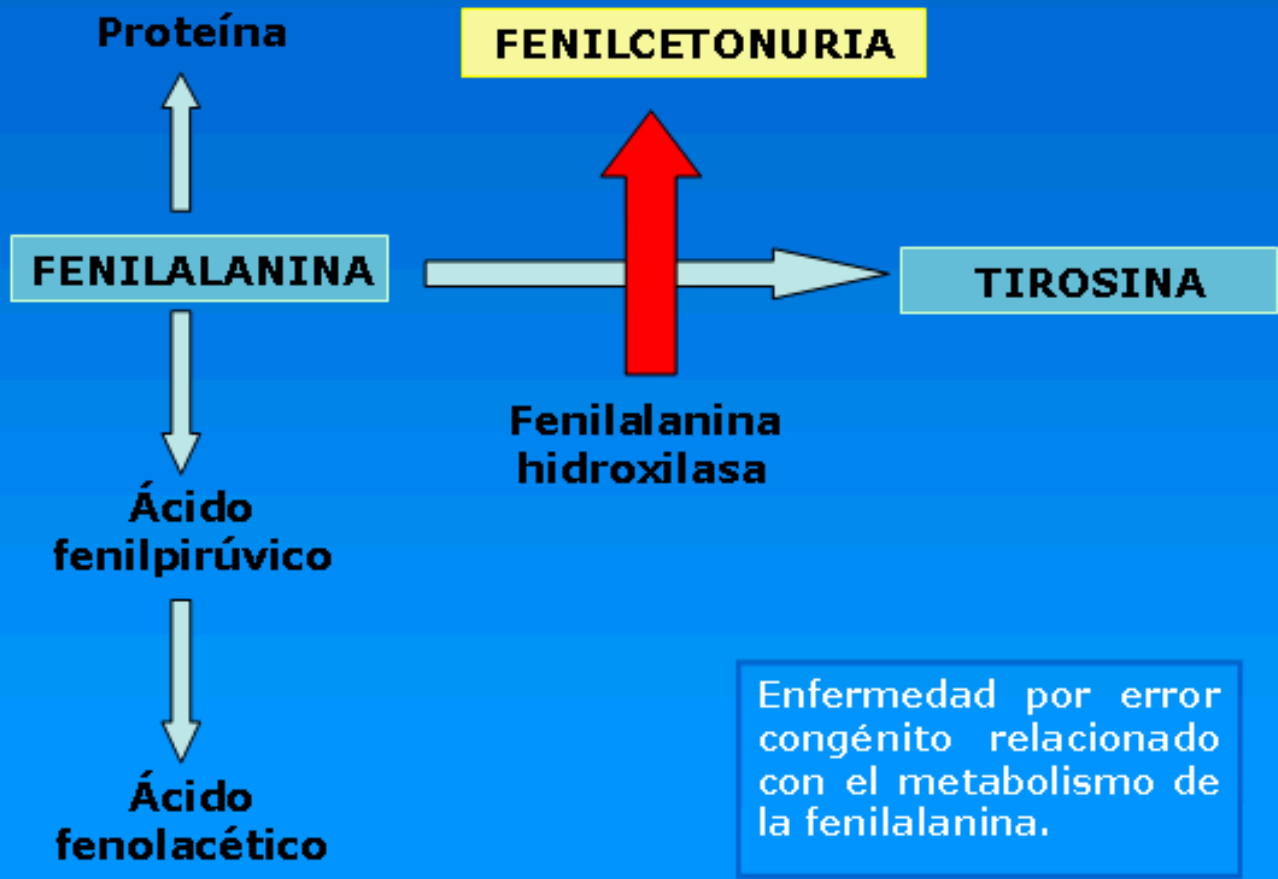 Proteína
FENILCETONURIA
FENILALANINA
TIROSINA
Fenilalanina
hidroxilasa
Ácido
fenilpirúvico
Ácido
fenolacético
Enfermedad por error
congénito relacionado
con el metabolismo de
la fenilalanina.